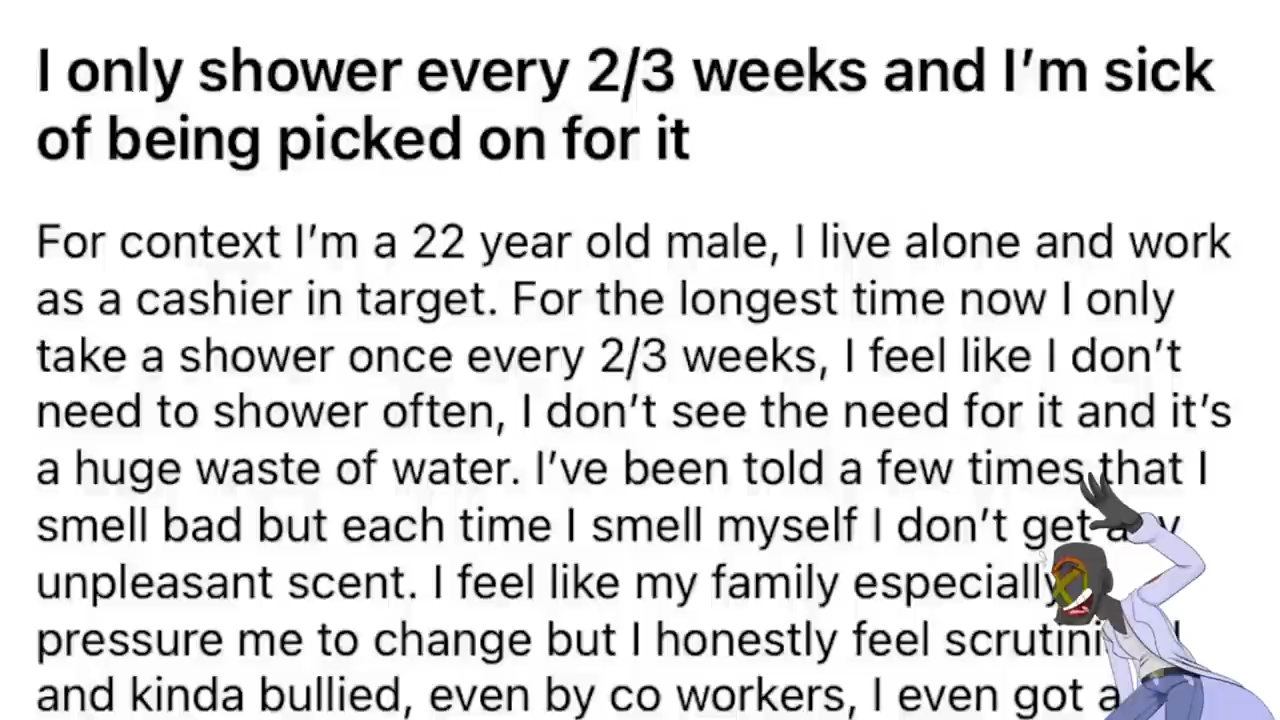 I only shower every 2/3 weeks and I’m sick
of being picked on for it
For context I’m a 22 year old male, I live alone and work
as a cashier in target. For the longest time now I only
take a shower once every 2/3 weeks, I feel like I don’t
need to shower often, I don’t see the need for it and it’s
a huge waste of water. I’ve been told a few times that I
smell bad but each time I smell myself I don’t get
unpleasant scent. I feel like my family especially
pressure me to change but I honestly feel
and kinda bullied, even by co workers, I even got a